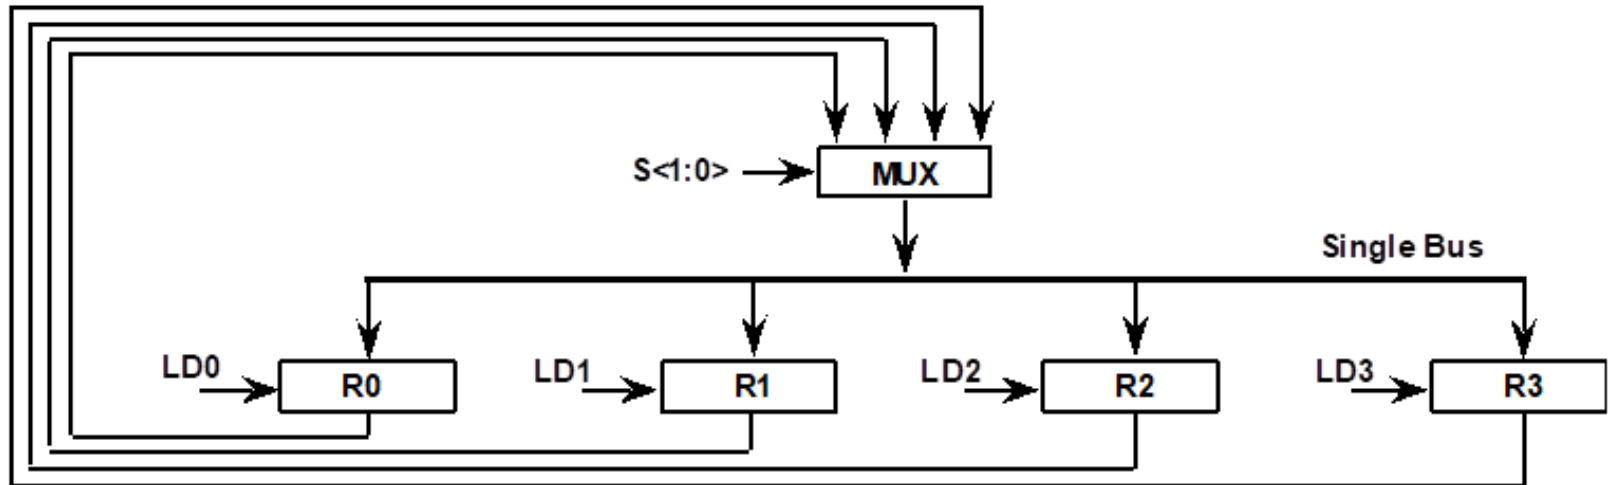 S<1:0>
MUX
Single Bus
LD0
R0
LD1
R1
LD2
R2
LD3
R3